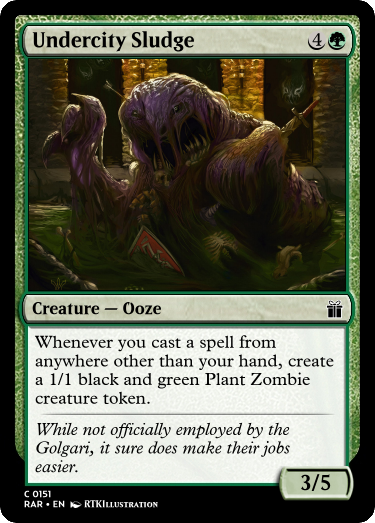 Undercity Sludge 4
Creature — Ooze
Whenever you cast a spell from
anywhere other than your hand, create
a 1/1 black and green Plant Zombie
creature token.
While not officially employed by the
Golgari, it sure does make their jobs
easier.
3/5
C 0151
RAR • EN RTKIllustration